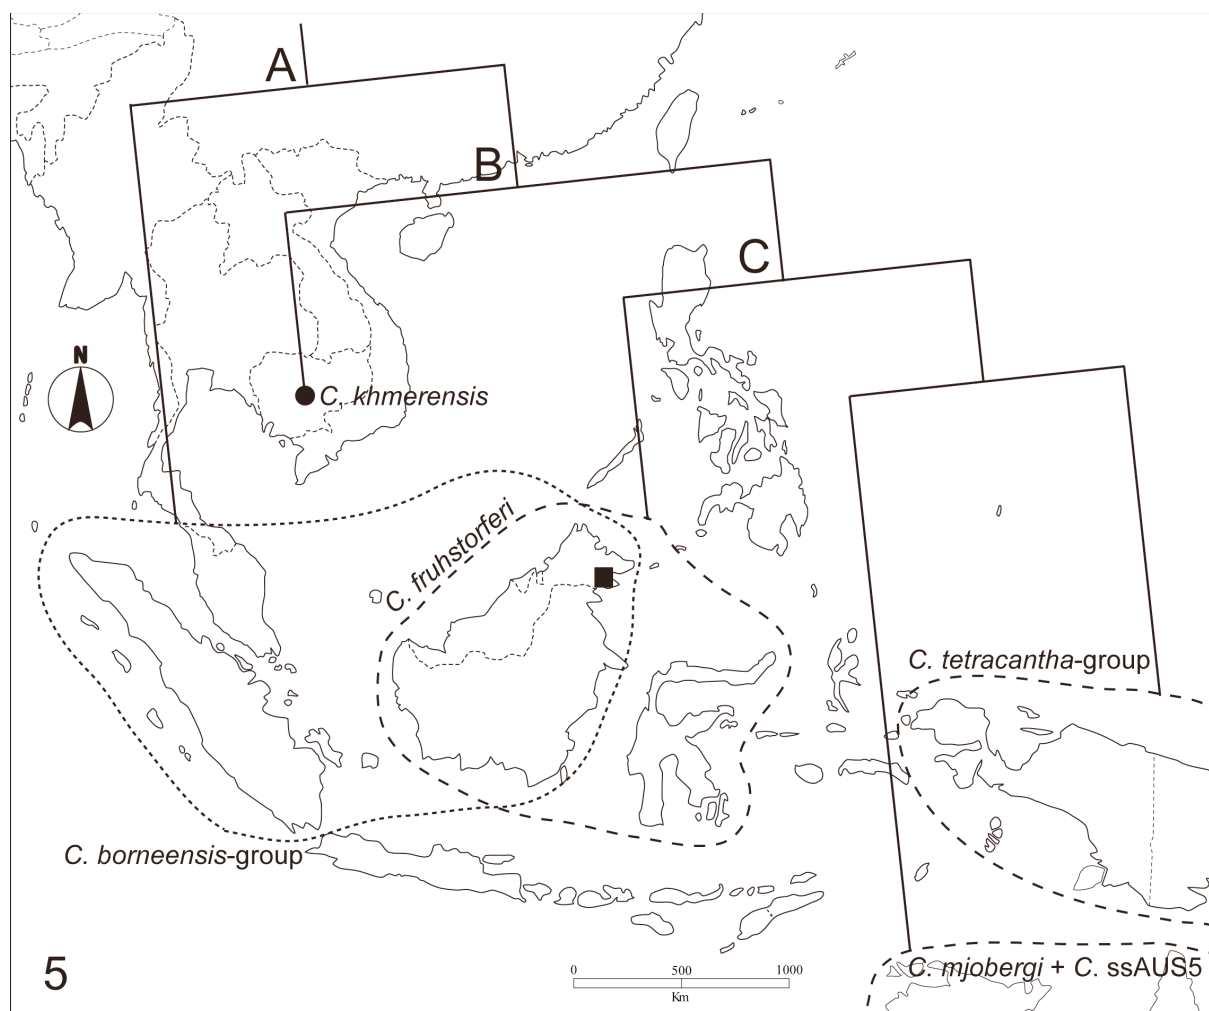 A
B
C
N
C. khmerensis
C. fruhstorferi
C. tetracantha-group
C. borneensis-group
C. mjobergi + C. ssAUS5
5
0 500 1000
Km